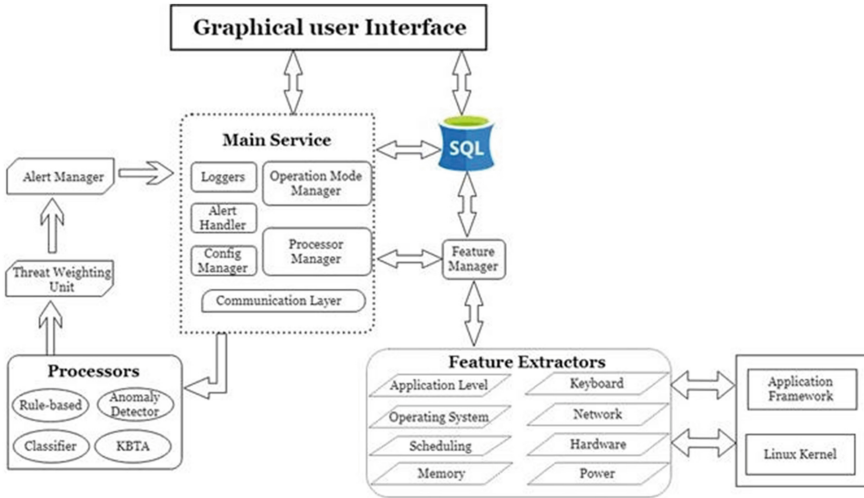 Graphical user Interface
Main Service
SQL
Loggers
Operation Mode
Manager
Alert Manager
Alert
Handler
Processor
Manager
Config
Manager
Feature
Manager
Threat Weighting
Unit
Communication Layer
Processors
Rule-based
Anomaly
Detector
Classifier
KBTA
Feature Extractors
Application Level
Keyboard
Operating System
Network
Scheduling
Hardware
Memory
Power
Application
Framework
Linux Kernel